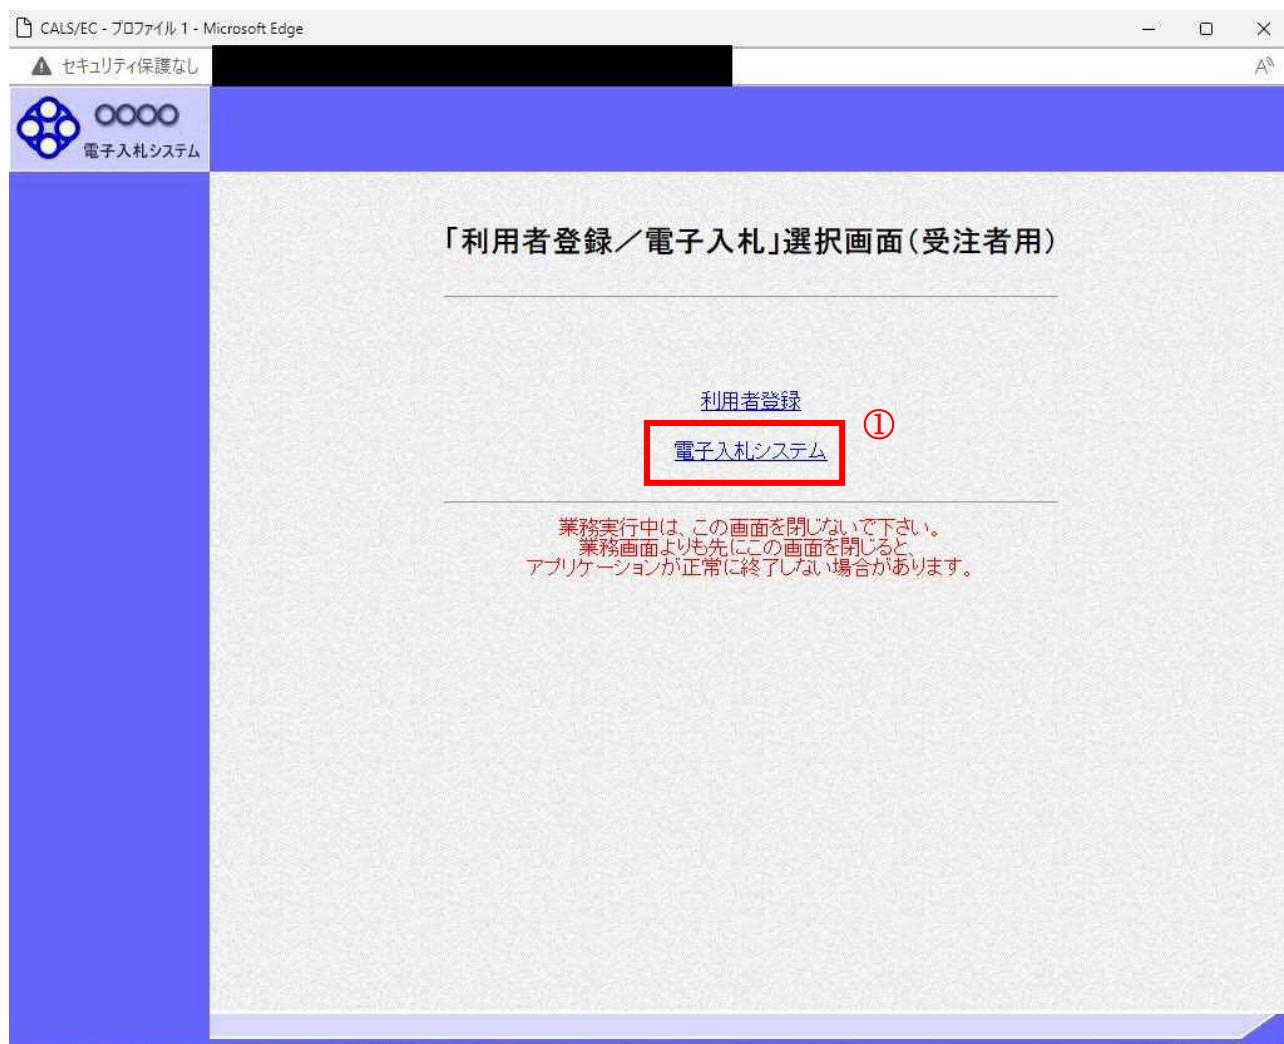 CALS/EC - プロファイル 1 - Microsoft Edge
セキュリティ保護なし
A
○○○○
電子入札システム
「利用者登録／電子入札」選択画面（受注者用）
利用者登録
①
電子入札システム
業務実行中は、この画面を閉じないで下さい。
業務画面よりも先にこの画面を閉じると、
アプリケーションが正常に終了しない場合があります。